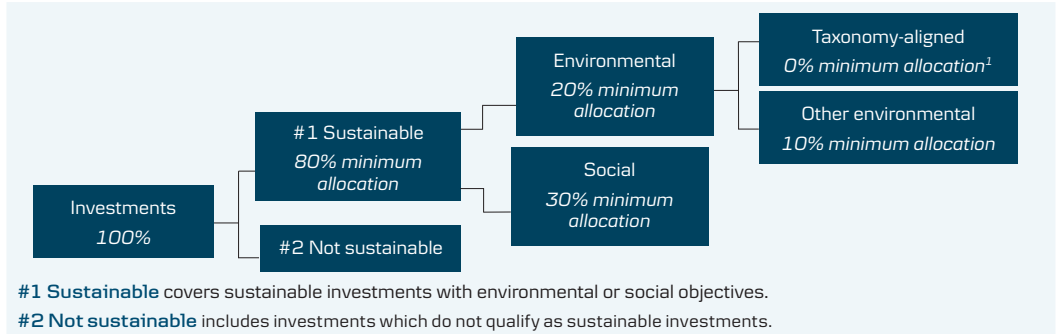 Investments
100%
#1 Sustainable
80% minimum
allocation
#2 Not sustainable
Environmental
20% minimum
allocation
Social
30% minimum
allocation
Taxonomy-aligned
0% minimum allocation¹
Other environmental
10% minimum allocation
#1 Sustainable covers sustainable investments with environmental or social objectives.
#2 Not sustainable includes investments which do not qualify as sustainable investments.